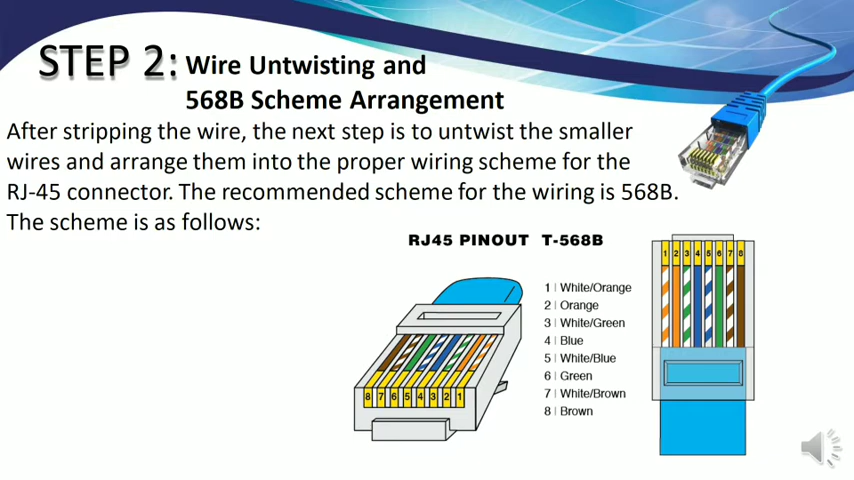 STEP 2: Wire Untwisting and
568B Scheme Arrangement
After stripping the wire, the next step is to untwist the smaller
wires and arrange them into the proper wiring scheme for the
RJ-45 connector. The recommended scheme for the wiring is 568B.
The scheme is as follows:
RJ45 PINOUT T-568B
1 | White/Orange
2 | Orange
3 | White/Green
4 | Blue
5 | White/Blue
6 | Green
7 | White/Brown
8 | Brown
8 7 6 5 4 3 2 1
1 2 3 4 5 6 7 8